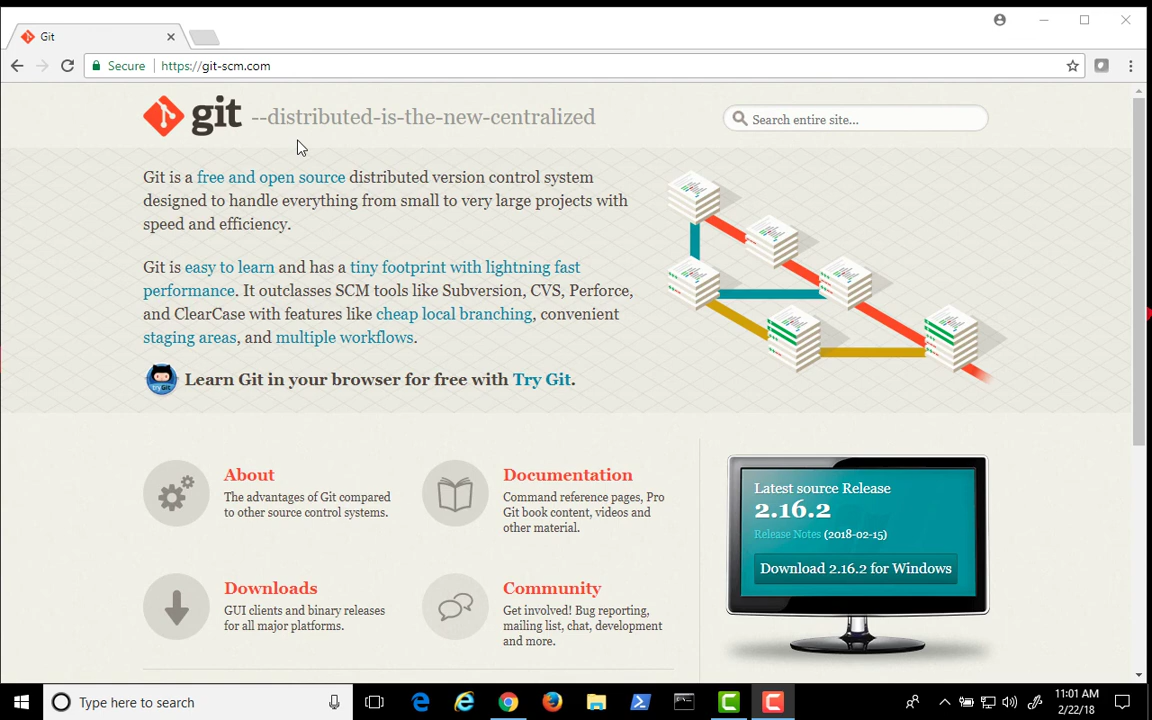 Git
Secure
https://git-scm.com
git --distributed-is-the-new-centralized
Search entire site...
Git is a free and open source distributed version control system
designed to handle everything from small to very large projects with
speed and efficiency.
Git is easy to learn and has a tiny footprint with lightning fast
performance. It outclasses SCM tools like Subversion, CVS, Perforce,
and ClearCase with features like cheap local branching, convenient
staging areas, and multiple workflows.
Learn Git in your browser for free with Try Git.
About
The advantages of Git compared
to other source control systems.
Documentation
Command reference pages, Pro
Git book content, videos and
other material.
Downloads
GUI clients and binary releases
for all major platforms.
Community
Get involved! Bug reporting,
mailing list, chat, development
and more.
Latest source Release
2.16.2
Release Notes (2018-02-15)
Download 2.16.2 for Windows
Type here to search
11:01 AM
2/22/18